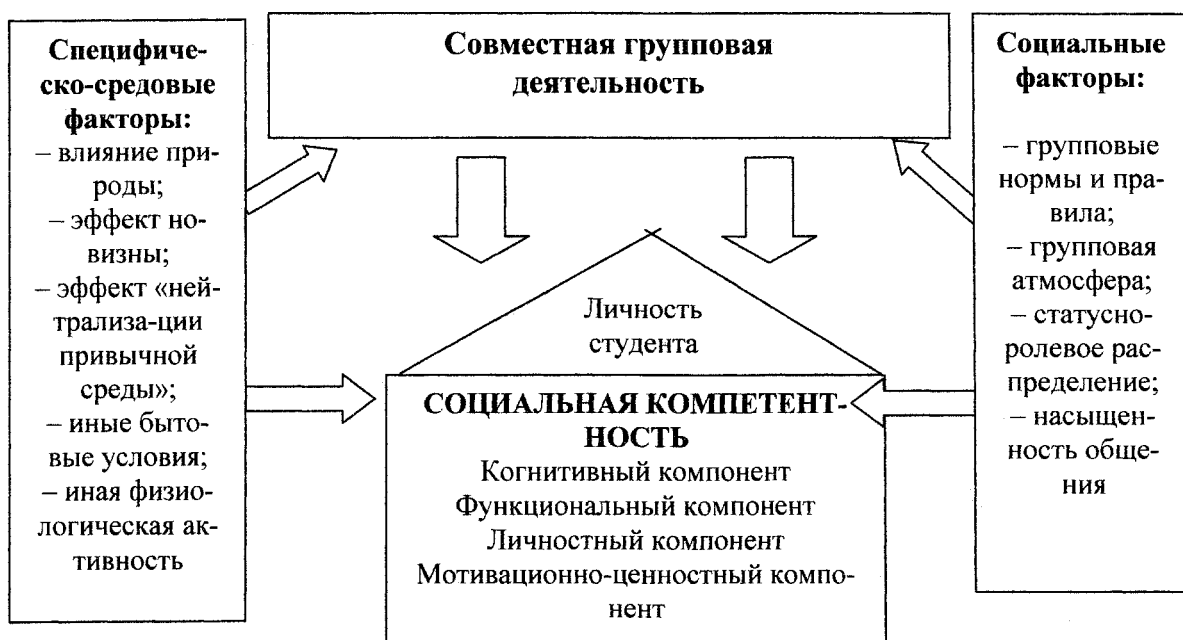 Специфиче-
ско-средовые
факторы:
– влияние при-
роды;
– эффект но-
визны;
– эффект «ней-
трализа-ции
привычной
среды»;
– иные быто-
вые условия;
– иная физио-
логическая ак-
тивность
Совместная групповая
деятельность
Личность
студента
СОЦИАЛЬНАЯ КОМПЕТЕНТ-
НОСТЬ
Когнитивный компонент
Функциональный компонент
Личностный компонент
Мотивационно-ценностный компо-
нент
Социальные
факторы:
– групповые
нормы и пра-
вила;
– групповая
атмосфера;
– статусно-
ролевое рас-
пределение;
– насыщен-
ность обще-
ния